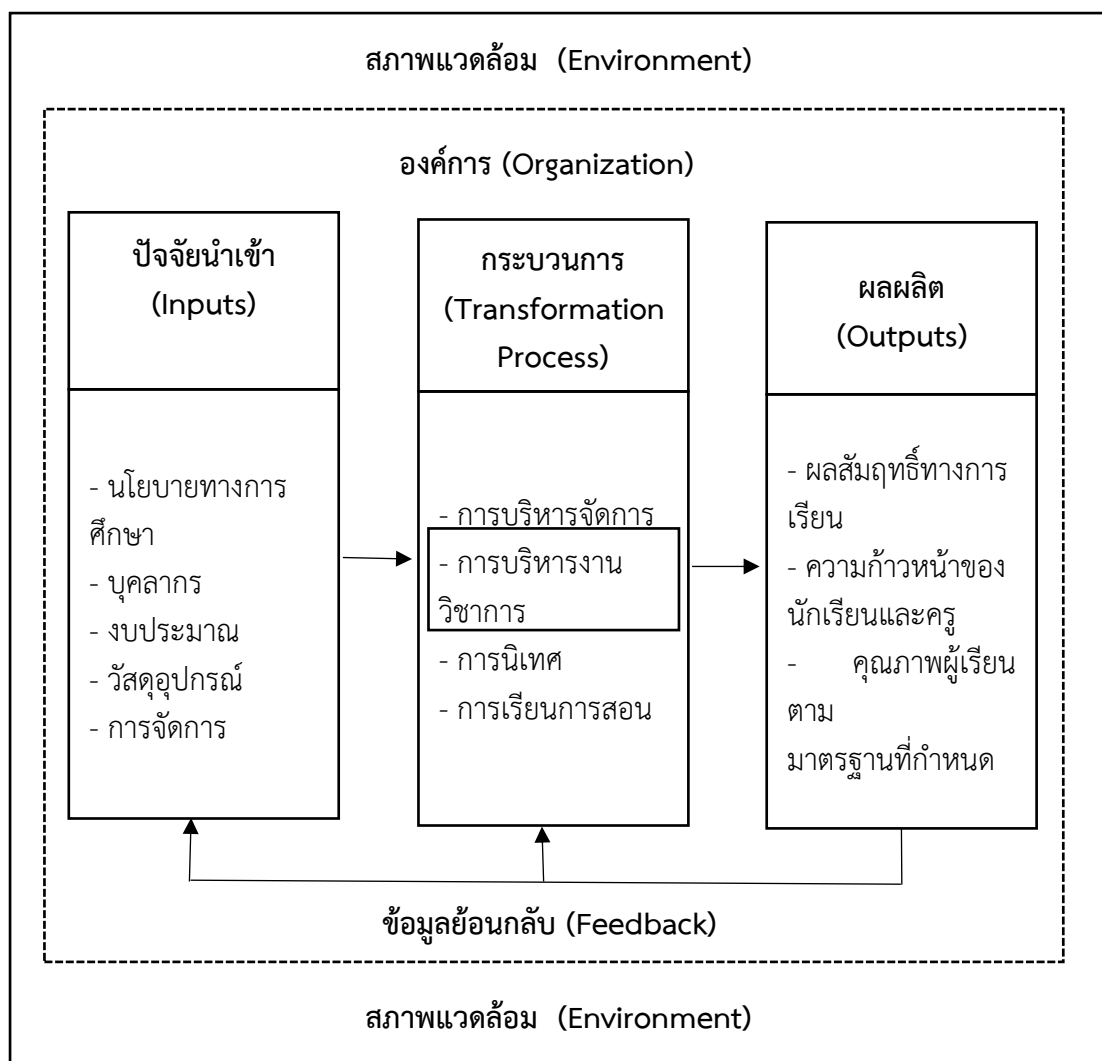 สภาพแวดล้อม (Environment)
องค์การ (Organization)
ปัจจัยนำเข้า
(Inputs)
- นโยบายทางการ
ศึกษา
- บุคลากร
- งบประมาณ
- วัสดุอุปกรณ์
- การจัดการ
กระบวนการ
(Transformation
Process)
- การบริหารจัดการ
- การบริหารงาน
วิชาการ
- การนิเทศ
- การเรียนการสอน
ผลผลิต
(Outputs)
- ผลสัมฤทธิ์ทางการ
เรียน
- ความก้าวหน้าของ
นักเรียนและครู
- คุณภาพผู้เรียน
ตาม
มาตรฐานที่กำหนด
ข้อมูลย้อนกลับ (Feedback)
สภาพแวดล้อม (Environment)